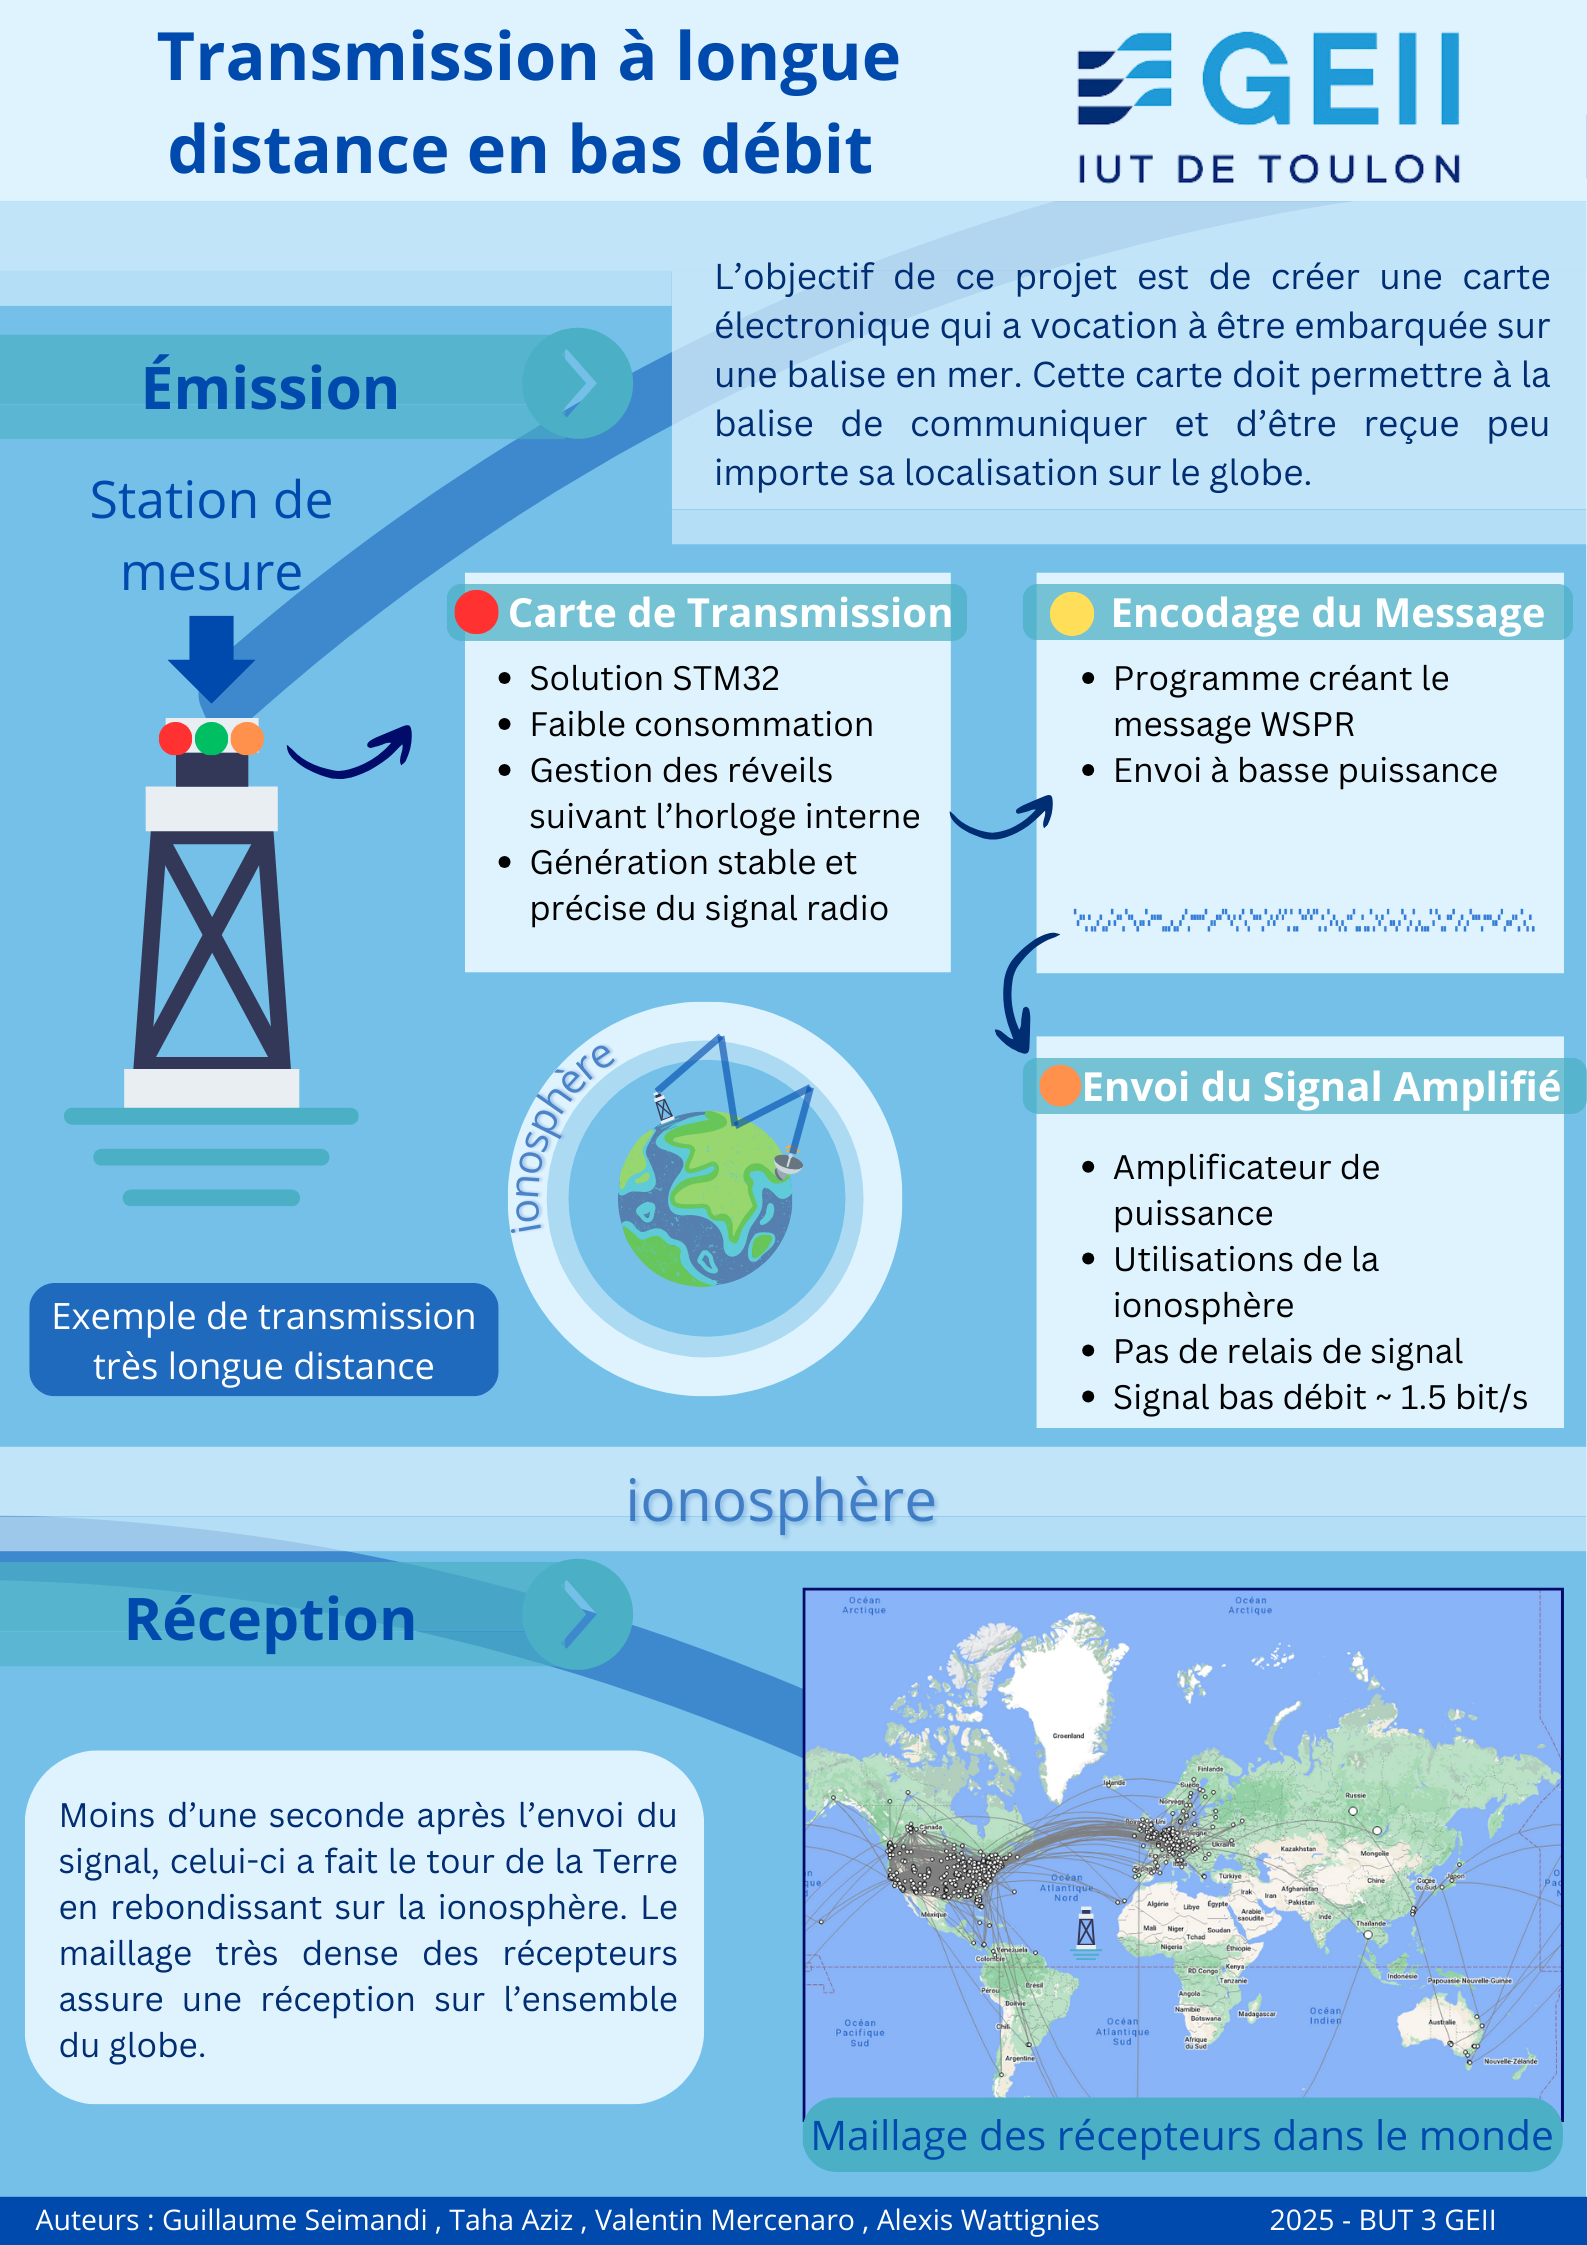 Transmission à longue
distance en bas débit
GEII
IUT DE TOULON
L'objectif de ce projet est de créer une carte
électronique qui a vocation à être embarquée sur
une balise en mer. Cette carte doit permettre à la
balise de communiquer et d'être reçue peu
importe sa localisation sur le globe.
Émission
Station de
mesure
Carte de Transmission
• Solution STM32
• Faible consommation
• Gestion des réveils
suivant l'horloge interne
• Génération stable et
précise du signal radio
Encodage du Message
• Programme créant le
message WSPR
• Envoi à basse puissance
ionosphère
Envoi du Signal Amplifié
• Amplificateur de
puissance
• Utilisations de la
ionosphère
• Pas de relais de signal
• Signal bas débit ~ 1.5 bit/s
Exemple de transmission
très longue distance
ionosphère
Réception
Moins d'une seconde après l'envoi du
signal, celui-ci a fait le tour de la Terre
en rebondissant sur la ionosphère. Le
maillage très dense des récepteurs
assure une réception sur l'ensemble
du globe.
Océan
Arctique
Océan
Arctique
Groenland
Islande
Finlande
Suède
Norvège
Russie
Canada
Ukraine
Kazakhstan
Mongolie
Océan
Atlantique
Nord
Türkiye
Chine
Corée
du Sud
Japon
Irak
Iran
Afghanistan
Pakistan
Algérie
Libye
Égypte
Arabie
saoudite
Inde
Mexique
Mali
Niger
Tchad
Soudan
Thaïlande
Nigeria
Éthiopie
Venezuela
Colombie
RD Congo
Kenya
Tanzanie
Indonésie
Papouasie-Nouvelle-Guinée
Brésil
Pérou
Bolivie
Angola
Namibie
Botswana
Madagascar
Océan
Indien
Océan
Pacifique
Sud
Océan
Atlantique
Sud
Chili
Afrique
du Sud
Australie
Argentine
Nouvelle-Zélande
Maillage des récepteurs dans le monde
Auteurs : Guillaume Seimandi , Taha Aziz , Valentin Mercenaro , Alexis Wattignies
2025 - BUT 3 GEII